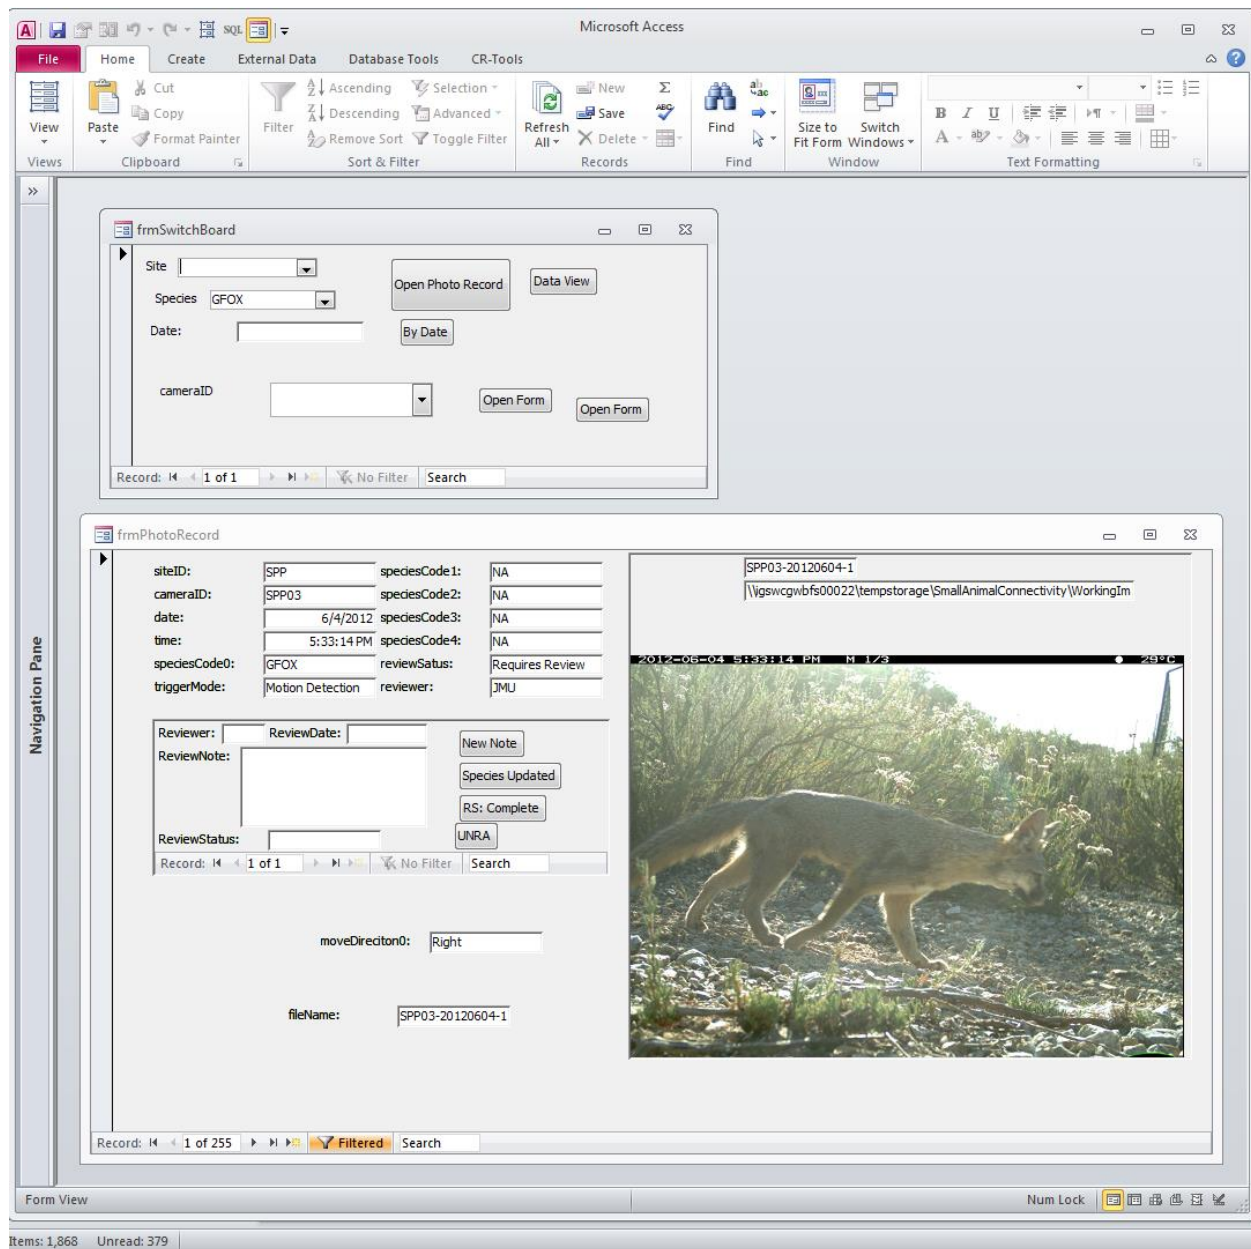 A SQL Microsoft Access
File Home Create External Data Database Tools CR-Tools
View Paste Cut Copy Format Painter Filter Ascending Descending Remove Sort Selection Advanced Toggle Filter Refresh All New Save Delete Σ ABC Find ab ac Size to Fit Form Switch Windows B I U A ab
Views Clipboard Sort & Filter Records Find Window Text Formatting
»
Navigation Pane
frmSwitchBoard
Site Open Photo Record Data View
Species GFOX
Date: By Date
cameraID Open Form Open Form
Record: 1 of 1 No Filter Search
frmPhotoRecord
siteID: SPP speciesCode1: NA SPP03-20120604-1
cameraID: SPP03 speciesCode2: NA \\igswcgwbfs00022\tempstorage\SmallAnimalConnectivity\WorkingIm
date: 6/4/2012 speciesCode3: NA
time: 5:33:14 PM speciesCode4: NA
speciesCode0: GFOX reviewSatus: Requires Review 2012-06-04 5:33:14 PM M 1/3 29°C
triggerMode: Motion Detection reviewer: JMU
Reviewer: ReviewDate: New Note
ReviewNote: Species Updated
RS: Complete
ReviewStatus: UNRA
Record: 1 of 1 No Filter Search
moveDireciton0: Right
fileName: SPP03-20120604-1
Record: 1 of 255 Filtered Search
Form View Num Lock
Items: 1,868 Unread: 379